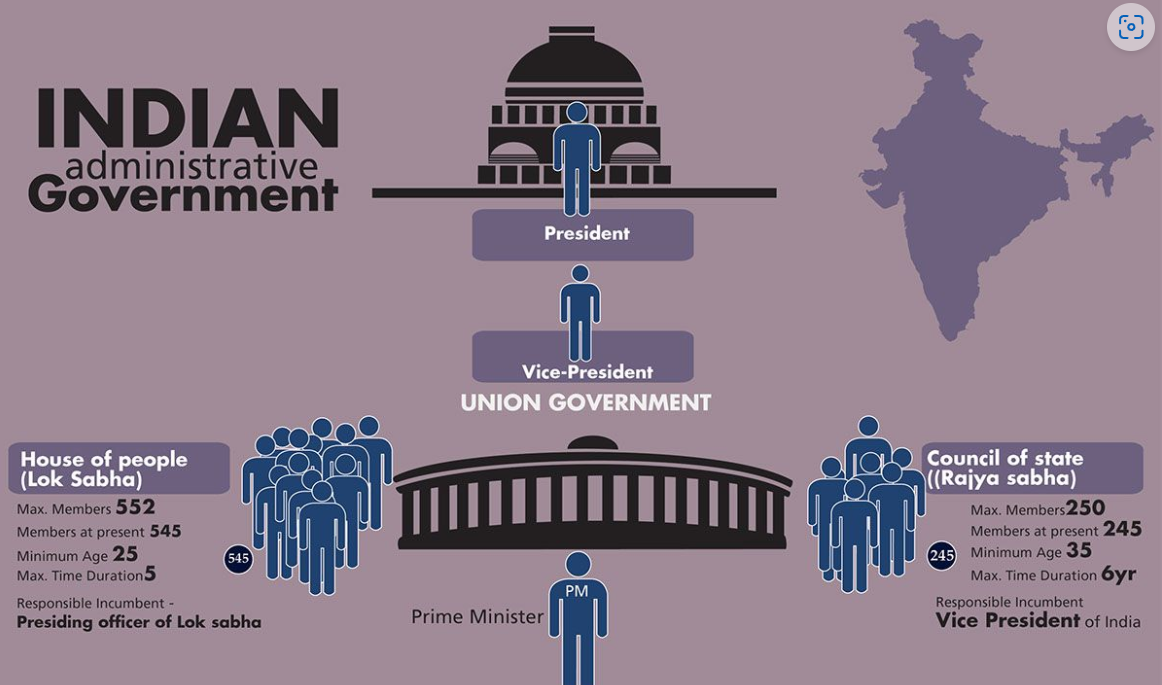 INDIAN
administrative
Government
President
Vice-President
UNION GOVERNMENT
House of people
(Lok Sabha)
Max. Members 552
Members at present 545
Minimum Age 25
Max. Time Duration5
Responsible Incumbent -
Presiding officer of Lok sabha
545
Prime Minister
PM
245
Council of state
((Rajya sabha)
Max. Members250
Members at present 245
Minimum Age 35
Max. Time Duration 6yr
Responsible Incumbent
Vice President of India